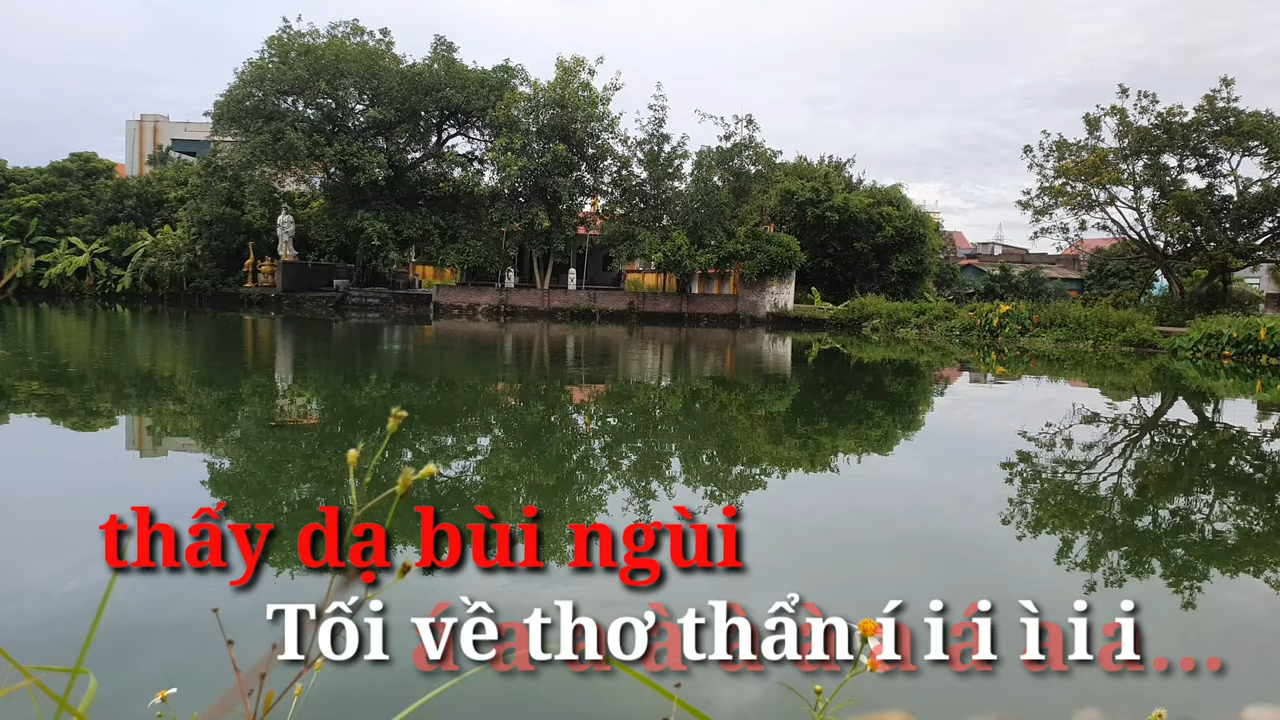 thấy dạ bùi ngùi
Tối về thơ thẩn í i i ì i i